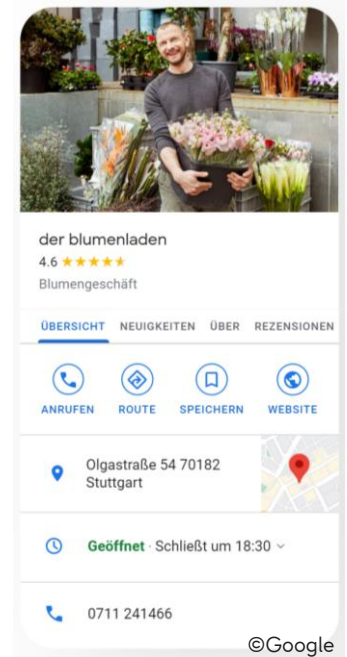 der blumenladen
4.6
Blumengeschäft
ÜBERSICHT NEUIGKEITEN ÜBER REZENSIONEN
ANRUFEN ROUTE SPEICHERN WEBSITE
Olgastraße 54 70182
Stuttgart
Geöffnet · Schließt um 18:30
0711 241466
©Google